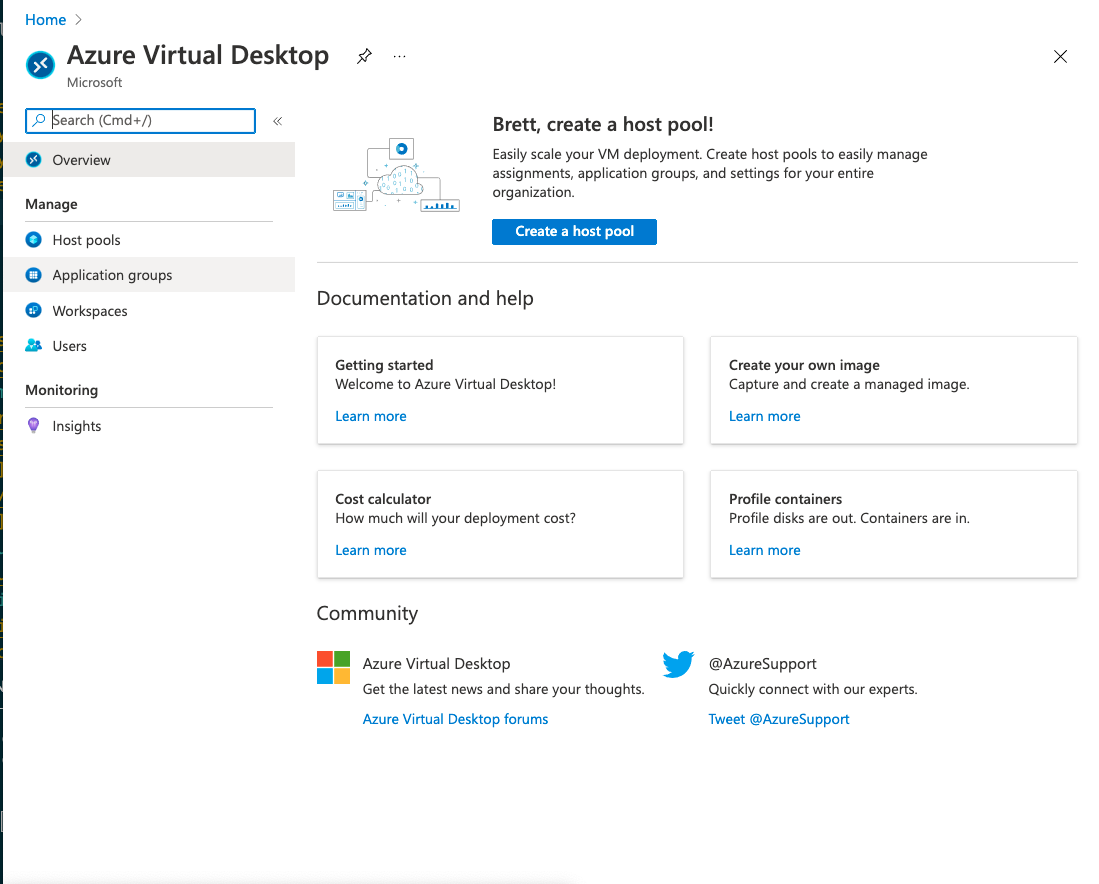 Home
Azure Virtual Desktop
Microsoft
Search (Cmd+/)
Overview
Manage
Host pools
Application groups
Workspaces
Users
Monitoring
Insights
Brett, create a host pool!
Easily scale your VM deployment. Create host pools to easily manage
assignments, application groups, and settings for your entire
organization.
Create a host pool
Documentation and help
Getting started
Welcome to Azure Virtual Desktop!
Learn more
Create your own image
Capture and create a managed image.
Learn more
Cost calculator
How much will your deployment cost?
Learn more
Profile containers
Profile disks are out. Containers are in.
Learn more
Community
Azure Virtual Desktop
Get the latest news and share your thoughts.
Azure Virtual Desktop forums
@AzureSupport
Quickly connect with our experts.
Tweet @AzureSupport